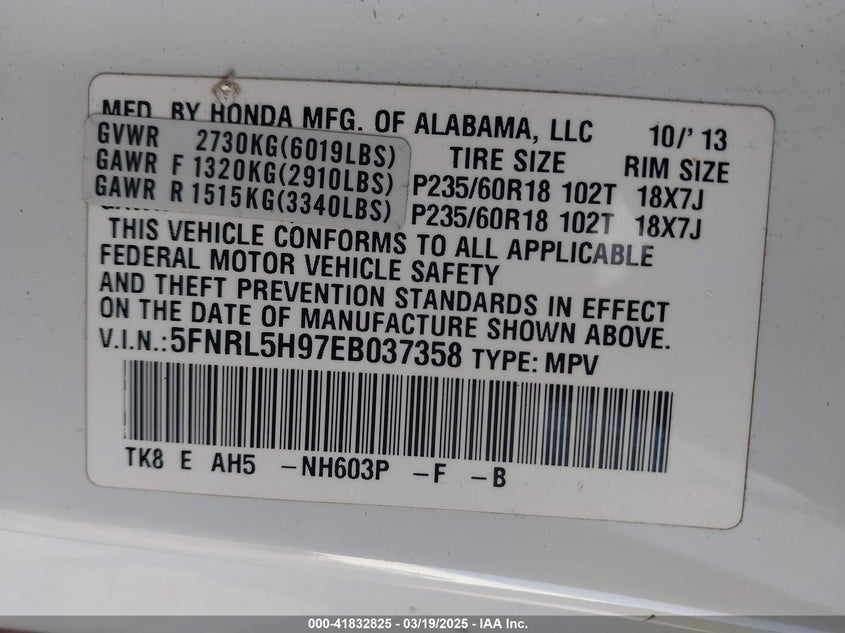 MFD. BY HONDA MFG. OF ALABAMA, LLC 10/'13
GVWR 2730KG(6019LBS) TIRE SIZE RIM SIZE
GAWR F 1320KG(2910LBS) P235/60R18 102T 18X7J
GAWR R 1515KG(3340LBS) P235/60R18 102T 18X7J
THIS VEHICLE CONFORMS TO ALL APPLICABLE
FEDERAL MOTOR VEHICLE SAFETY
AND THEFT PREVENTION STANDARDS IN EFFECT
ON THE DATE OF MANUFACTURE SHOWN ABOVE.
V.I.N.:5FNRL5H97EB037358 TYPE: MPV
TK8 E AH5 -NH603P -F -B
000-41832825 - 03/19/2025 - IAA Inc.